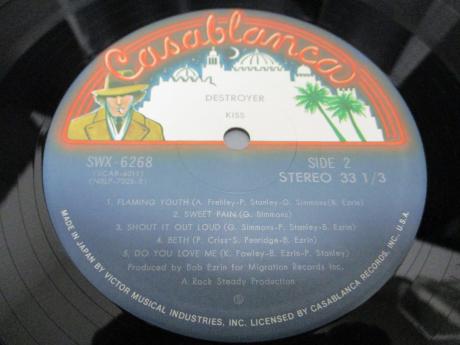 Casablanca
DESTROYER
KISS
SWX-6268
SIDE 2
(VCAR-6011)
(NBLP-7025-B)
STEREO 33 1/3
1. FLAMING YOUTH (A. Frehley-P. Stanley-G. Simmons-B. Ezrin)
2. SWEET PAIN (G. Simmons)
3. SHOUT IT OUT LOUD (G. Simmons-P. Stanley-B. Ezrin)
4. BETH (P. Criss-S. Penridge-B. Ezrin)
5. DO YOU LOVE ME (K. Fowley-B. Ezrin-P. Stanley)
Produced by Bob Ezrin for Migration Records Inc.
A Rock Steady Production
MADE IN JAPAN BY VICTOR MUSICAL INDUSTRIES, INC. LICENSED BY CASABLANCA RECORDS, INC. U.S.A.